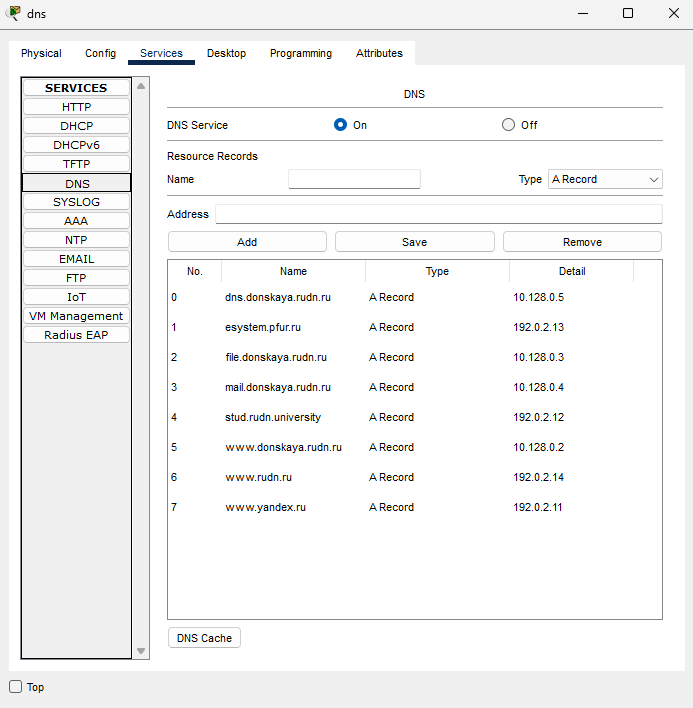 dns
Physical Config Services Desktop Programming Attributes
SERVICES
HTTP
DHCP
DHCPv6
TFTP
DNS
SYSLOG
AAA
NTP
EMAIL
FTP
IoT
VM Management
Radius EAP
DNS
DNS Service On Off
Resource Records
Name Type A Record
Address
Add Save Remove
No. Name Type Detail
0 dns.donskaya.rudn.ru A Record 10.128.0.5
1 esystem.pfur.ru A Record 192.0.2.13
2 file.donskaya.rudn.ru A Record 10.128.0.3
3 mail.donskaya.rudn.ru A Record 10.128.0.4
4 stud.rudn.university A Record 192.0.2.12
5 www.donskaya.rudn.ru A Record 10.128.0.2
6 www.rudn.ru A Record 192.0.2.14
7 www.yandex.ru A Record 192.0.2.11
DNS Cache
Top